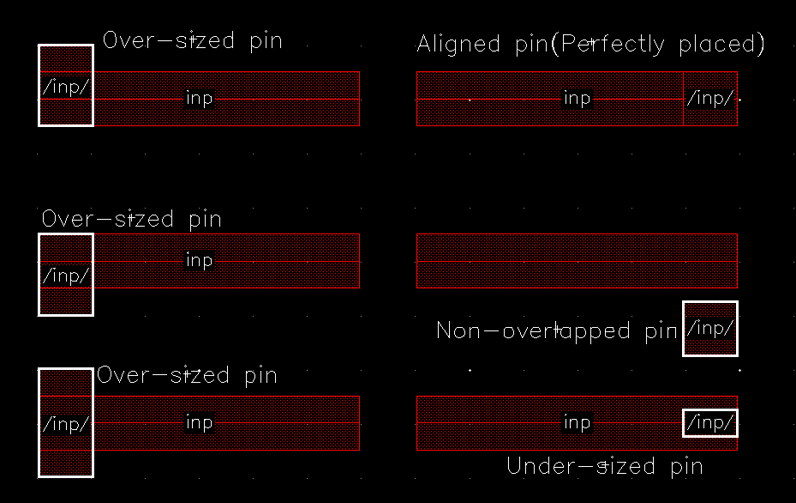 Over-sized pin
Aligned pin(Perfectly placed)
/inp/
inp
inp
/inp/
Over-sized pin
/inp/
inp
Non-overlapped pin
/inp/
Over-sized pin
/inp/
inp
inp
/inp/
Under-sized pin